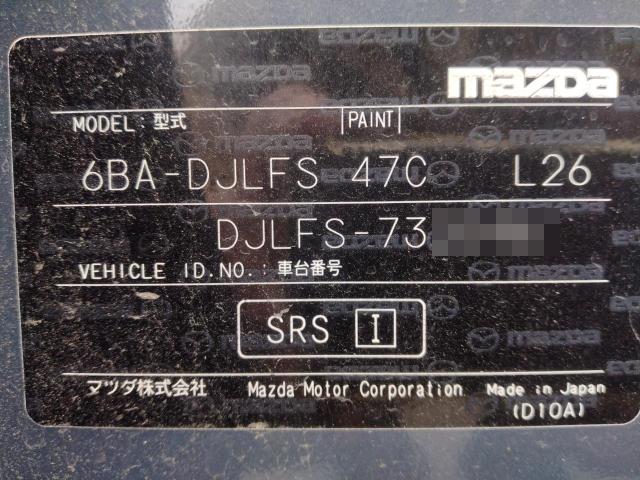 mazda
MODEL: 型式 PAINT
6BA-DJLFS 47C L26
DJLFS-73
VEHICLE ID.NO.: 車台番号
SRS I
マツダ株式会社 Mazda Motor Corporation Made in Japan
(D10A)